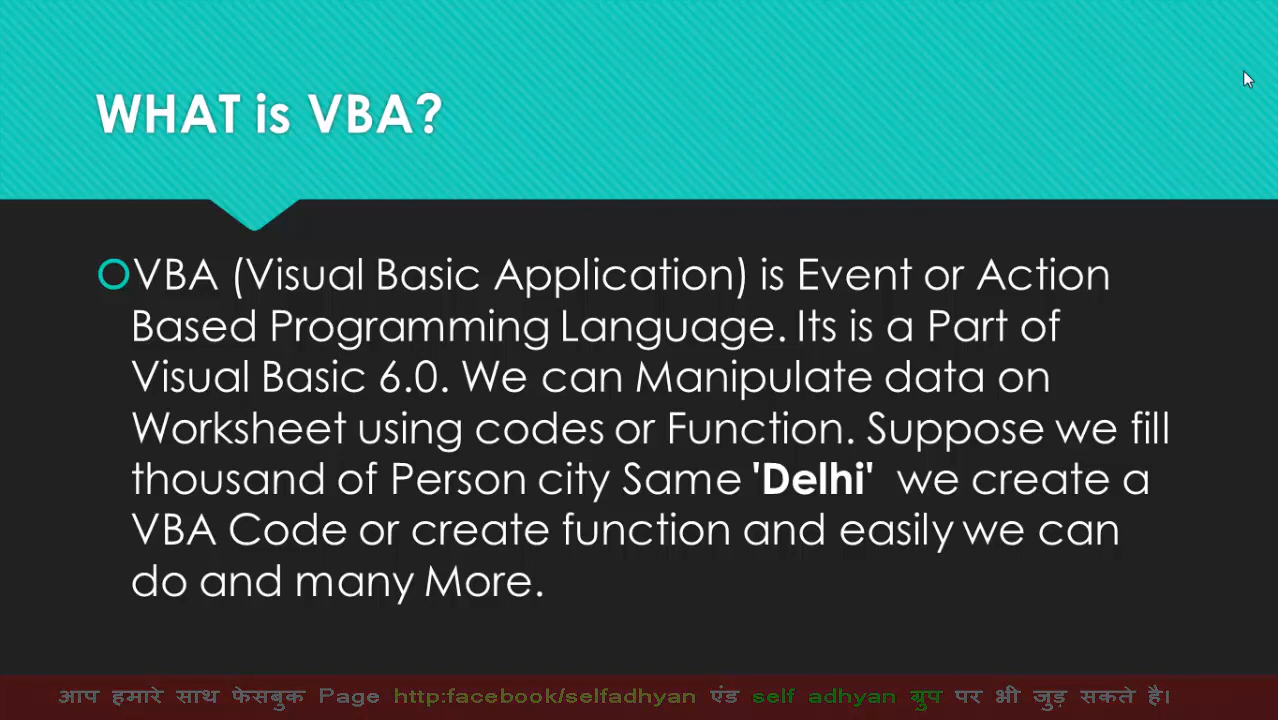 WHAT is VBA?
VBA (Visual Basic Application) is Event or Action
Based Programming Language. Its is a Part of
Visual Basic 6.0. We can Manipulate data on
Worksheet using codes or Function. Suppose we fill
thousand of Person city Same 'Delhi' we create a
VBA Code or create function and easily we can
do and many More.
आप हमारे साथ फेसबुक Page http:facebook/selfadhyan एंड self adhyan ग्रुप पर भी जुड़ सकते है।